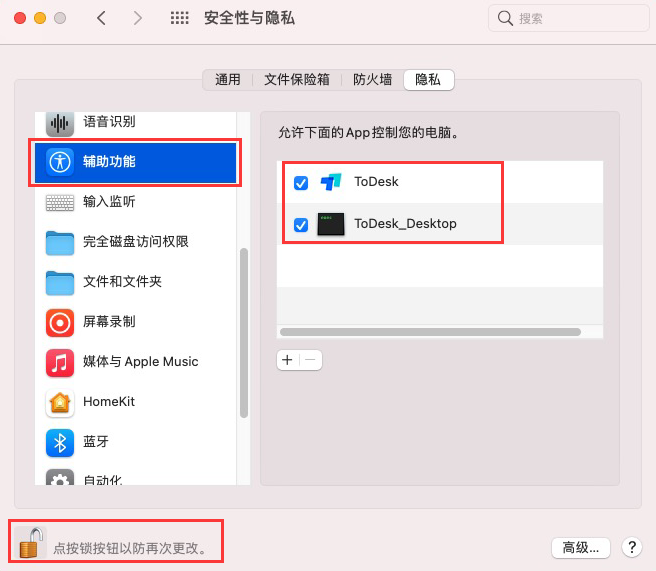 安全性与隐私
搜索
通用
文件保险箱
防火墙
隐私
语音识别
辅助功能
输入监听
完全磁盘访问权限
文件和文件夹
屏幕录制
媒体与 Apple Music
HomeKit
蓝牙
自动化
允许下面的App控制您的电脑。
ToDesk
ToDesk_Desktop
点按锁按钮以防再次更改。
高级...
?